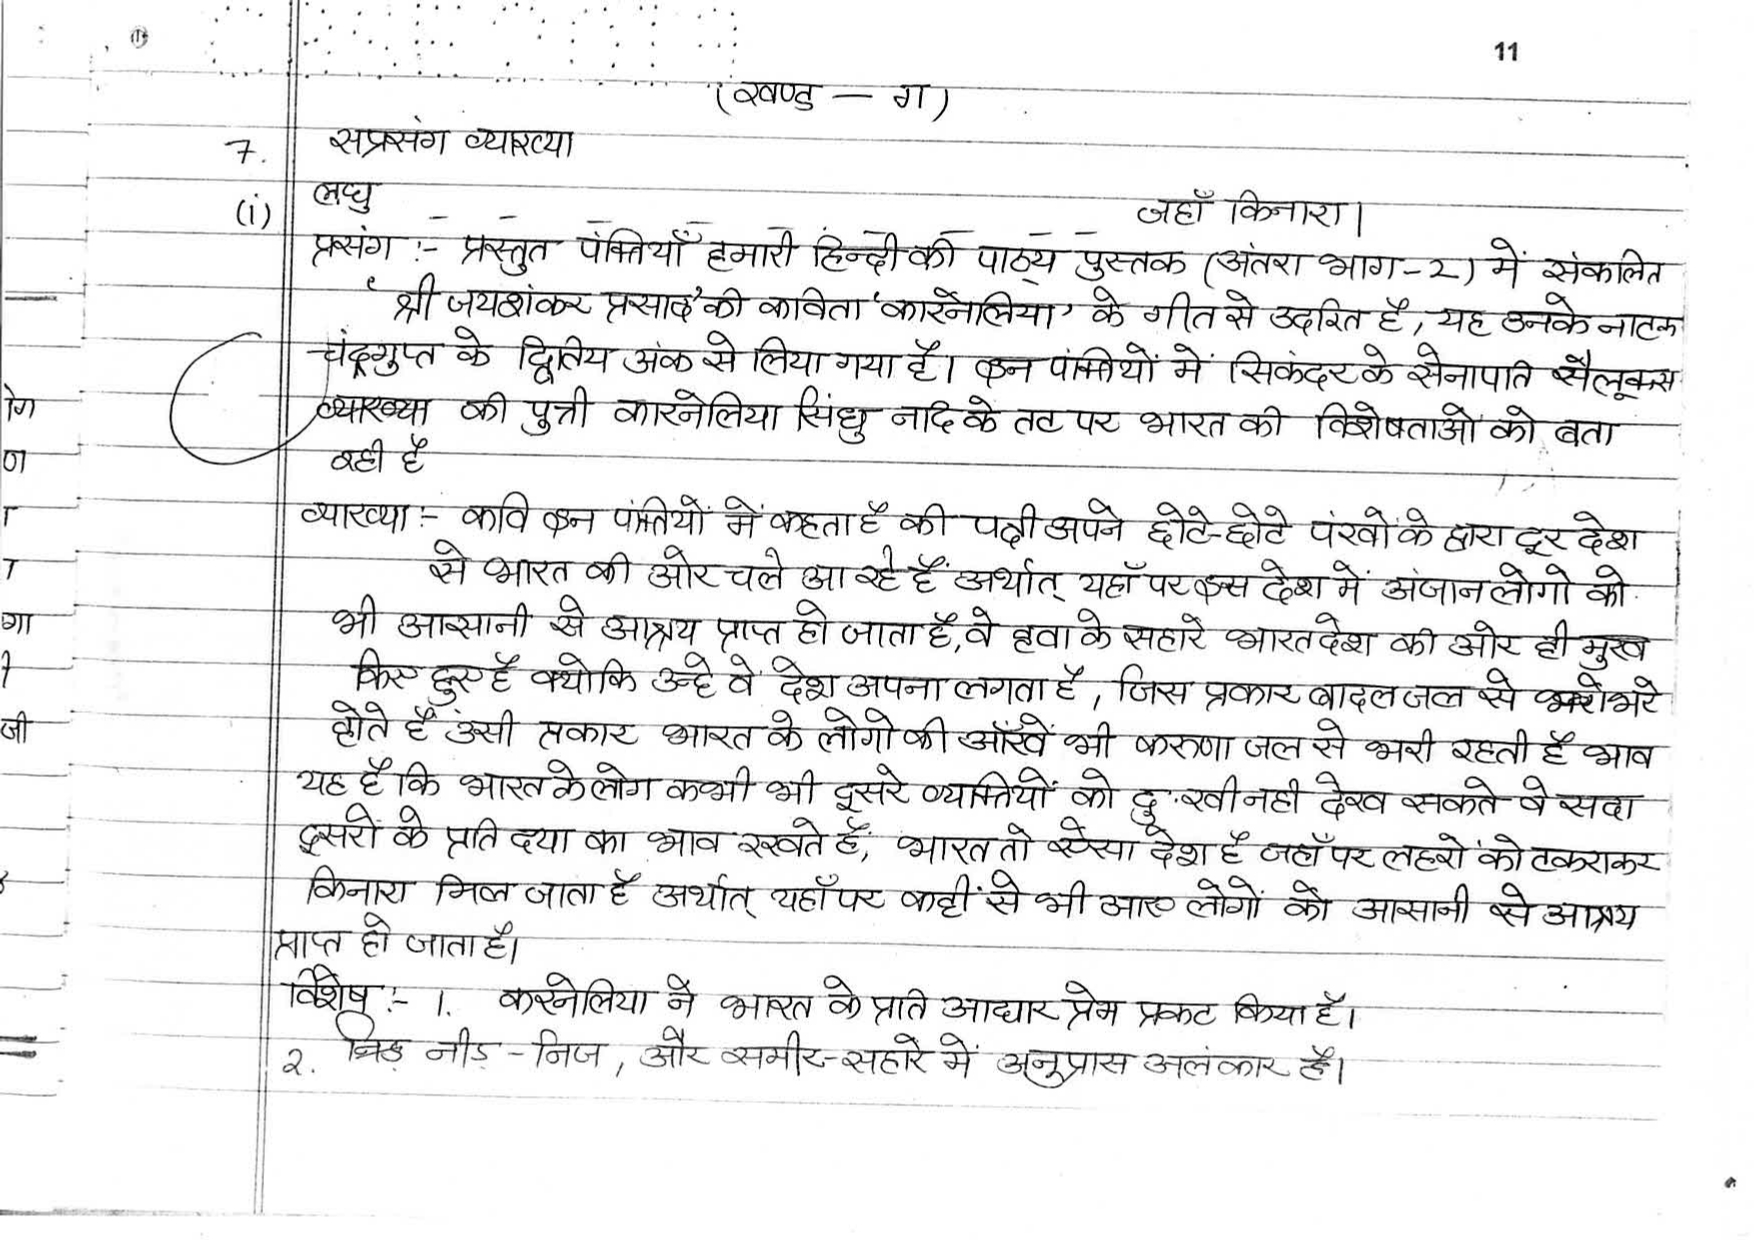 11
(खण्ड — ग)
7. सप्रसंग व्याख्या
(i) लघु - - - - - - - - जहाँ किनारा।
प्रसंग :- प्रस्तुत पंक्तियाँ हमारी हिन्दी की पाठ्य पुस्तक (अंतरा भाग-2) में संकलित
'श्री जयशंकर प्रसाद' की कविता 'कारनेलिया' के गीत से उदरित है, यह उनके नाटक
चंद्रगुप्त के द्वितिय अंक से लिया गया है। इन पंक्तियों में सिकंदर के सेनापति सैलूक्स
व्याख्या की पुत्री कारनेलिया सिंधु नदि के तट पर भारत की विशेषताओं को बता
रही है
व्याख्या :- कवि इन पंक्तियों में कहता है की पक्षी अपने छोटे-छोटे पंखों के द्वारा दूर देश
से भारत की ओर चले आ रहे हैं अर्थात् यहाँ पर इस देश में अंजान लोगो को
भी आसानी से आश्रय प्राप्त हो जाता है, वे हवा के सहारे भारत देश की ओर ही मुख
किए हुए है क्योकि उन्हे वे देश अपना लगता है, जिस प्रकार बादल जल से भरे
होते हैं उसी प्रकार भारत के लोगो की आँखें भी करुणा जल से भरी रहती है भाव
यह है कि भारत के लोग कभी भी दूसरे व्यक्तियों को दु:खी नही देख सकते वे सदा
दूसरों के प्रति दया का भाव रखते हैं, भारत तो ऐसा देश है जहाँ पर लहरों को टकराकर
किनारा मिल जाता है अर्थात् यहाँ पर कहीं से भी आए लोगों को आसानी से आश्रय
प्राप्त हो जाता है।
विशेष :- 1. करनेलिया ने भारत के प्रति आधार प्रेम प्रकट किया है।
2. नीड़ - निज, और समीर-सहारे में अनुप्रास अलंकार है।